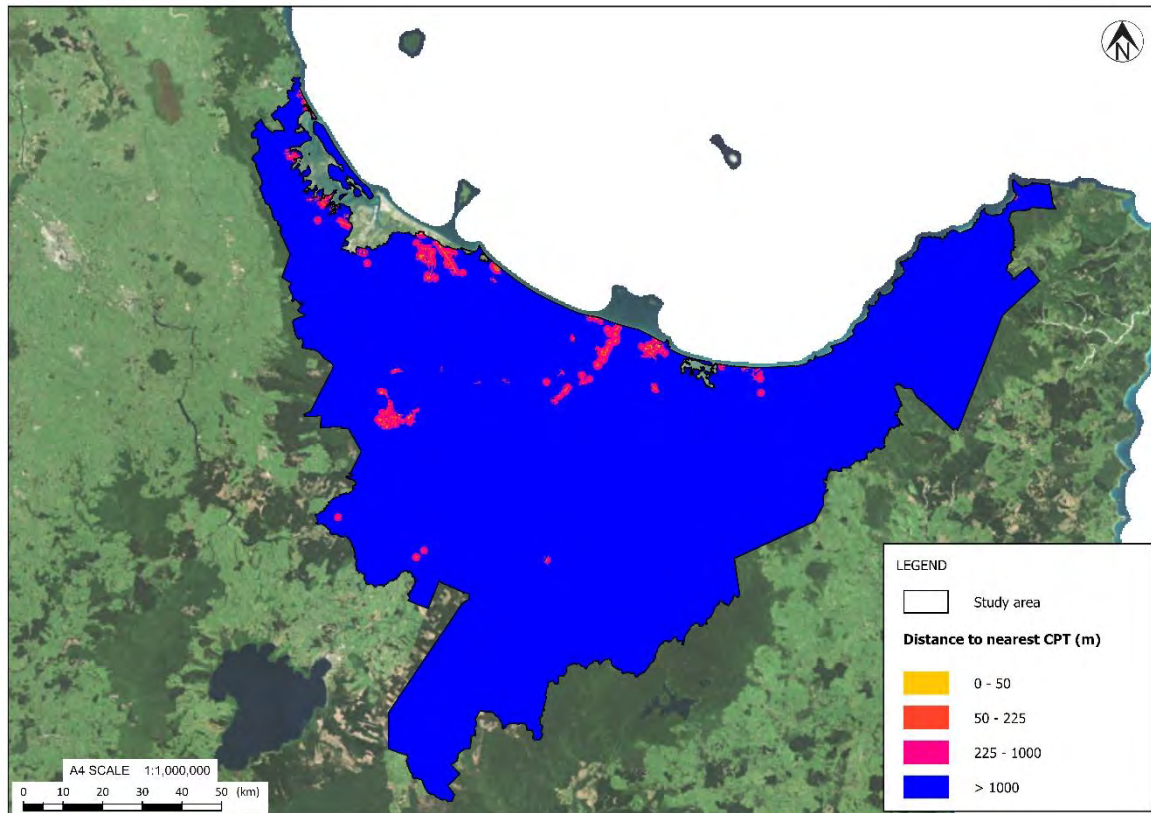 N
LEGEND
Study area
Distance to nearest CPT (m)
0 - 50
50 - 225
225 - 1000
> 1000
A4 SCALE 1:1,000,000
0 10 20 30 40 50 (km)